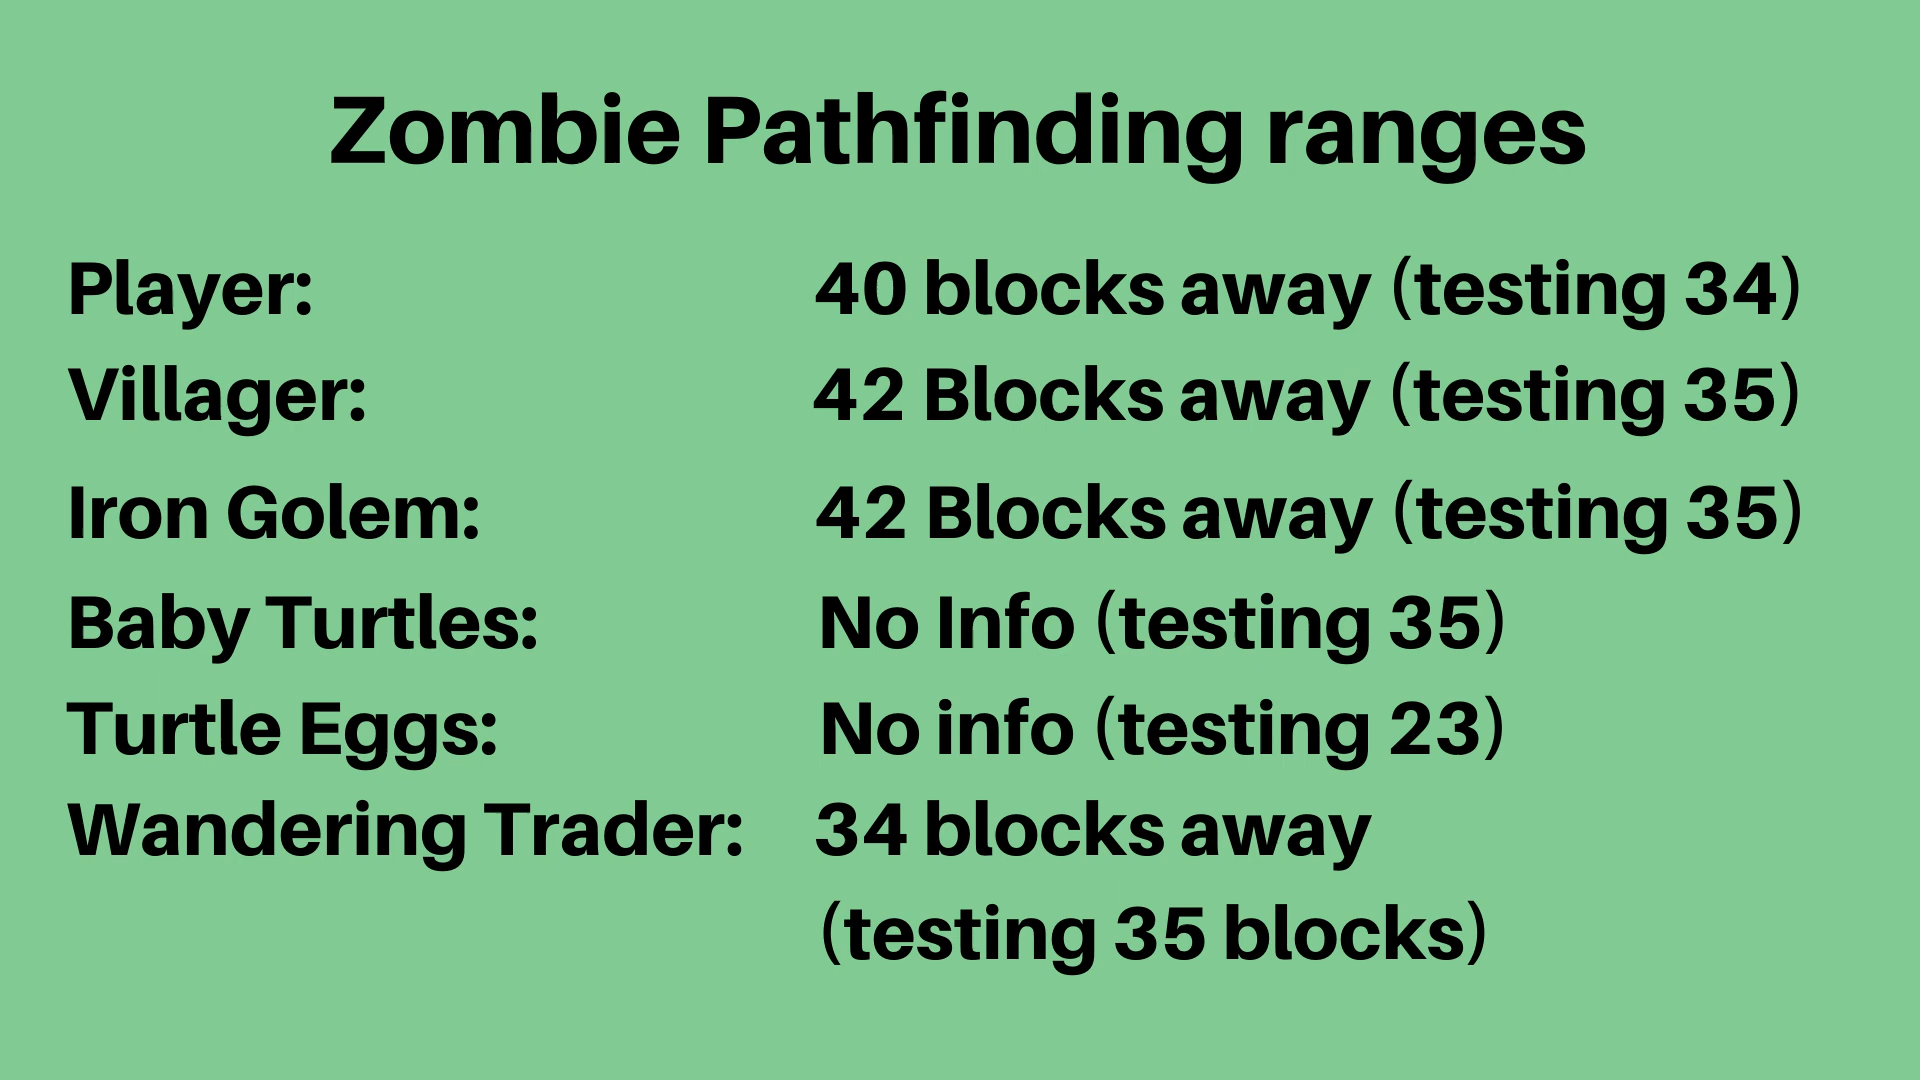 Zombie Pathfinding ranges
Player: 40 blocks away (testing 34)
Villager: 42 Blocks away (testing 35)
Iron Golem: 42 Blocks away (testing 35)
Baby Turtles: No Info (testing 35)
Turtle Eggs: No info (testing 23)
Wandering Trader: 34 blocks away
(testing 35 blocks)